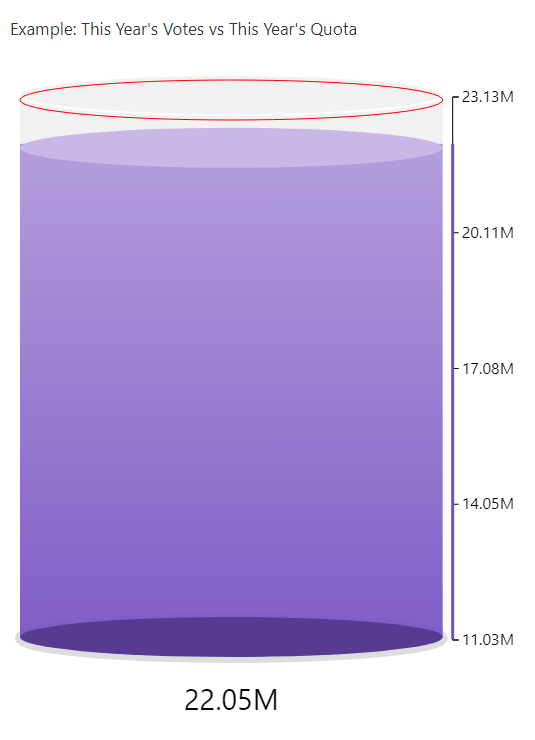 Example: This Year's Votes vs This Year's Quota
23.13M
20.11M
17.08M
14.05M
11.03M
22.05M